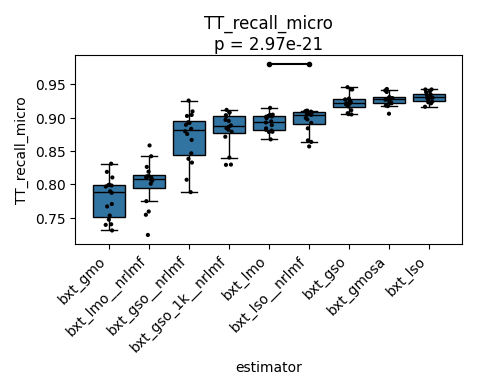 TT_recall_micro
p = 2.97e-21
TT_recall_micro
0.95
0.90
0.85
0.80
0.75
bxt_gmo
bxt_lmo__nrlmf
bxt_gso__nrlmf
bxt_gso_1k__nrlmf
bxt_lmo
bxt_lso__nrlmf
bxt_gso
bxt_gmosa
bxt_lso
estimator